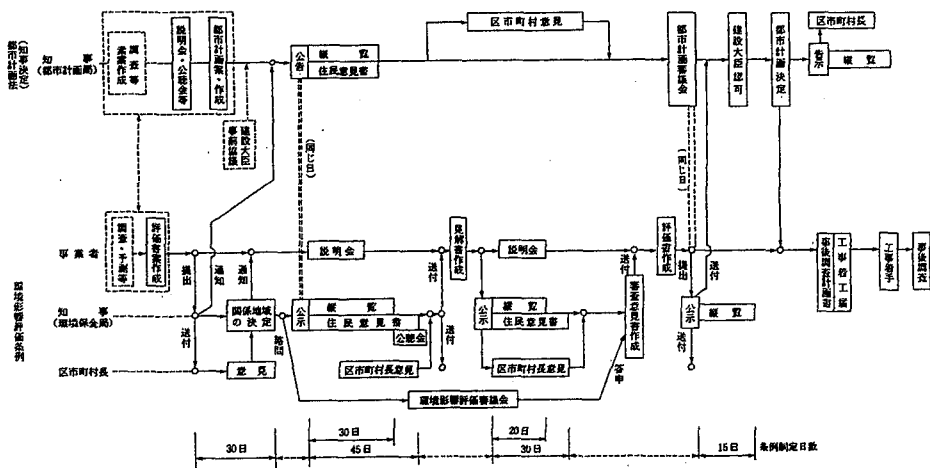 都市計画法
(知事決定)
知事
(都市計画局)
調査等
素案作成
説明会・公聴会等
都市計画案・作成
建設大臣
事前協議
公告
縦覧
住民意見書
区市町村意見
都市計画審議会
建設大臣認可
都市計画決定
区市町村長
告示
縦覧
(同じ日)
(同じ日)
事業者
調査・予測等
評価書案作成
提出
通知
通知
説明会
送付
見解書作成
説明会
送付
評価書作成
提出
送付
事後調査計画書
工事着工届
工事着手
事後調査
環境影響評価条例
知事
(環境保全局)
送付
関係地域
の決定
諮問
公示
縦覧
住民意見書
公聴会
送付
公示
縦覧
住民意見書
審査意見書作成
公示
縦覧
送付
区市町村長
意見
区市町村長意見
区市町村長意見
答申
環境影響評価審議会
30日
30日
45日
20日
30日
15日
条例制定日数